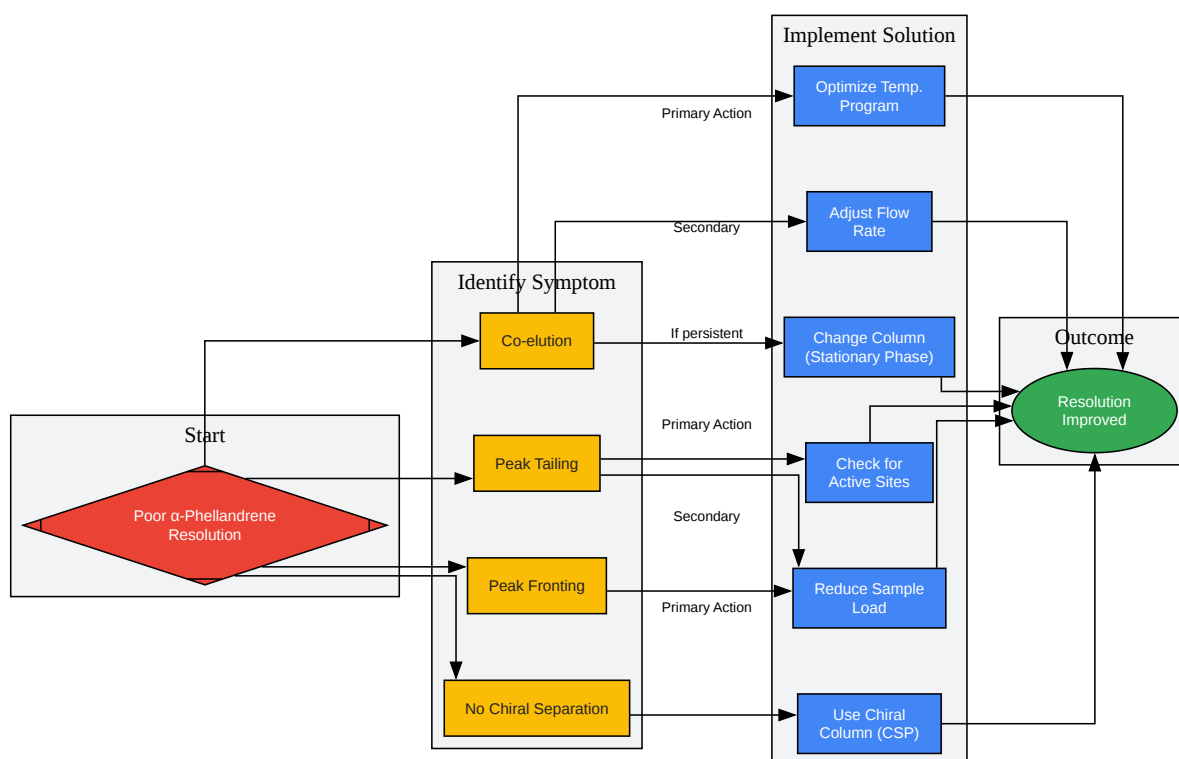 Implement Solution
Optimize Temp.
Program
Primary Action
Adjust Flow
Rate
Secondary
Identify Symptom
Co-elution
If persistent
Change Column
(Stationary Phase)
Outcome
Resolution
Improved
Start
Poor α-Phellandrene
Resolution
Peak Tailing
Primary Action
Check for
Active Sites
Secondary
Peak Fronting
Primary Action
Reduce Sample
Load
No Chiral Separation
Use Chiral
Column (CSP)